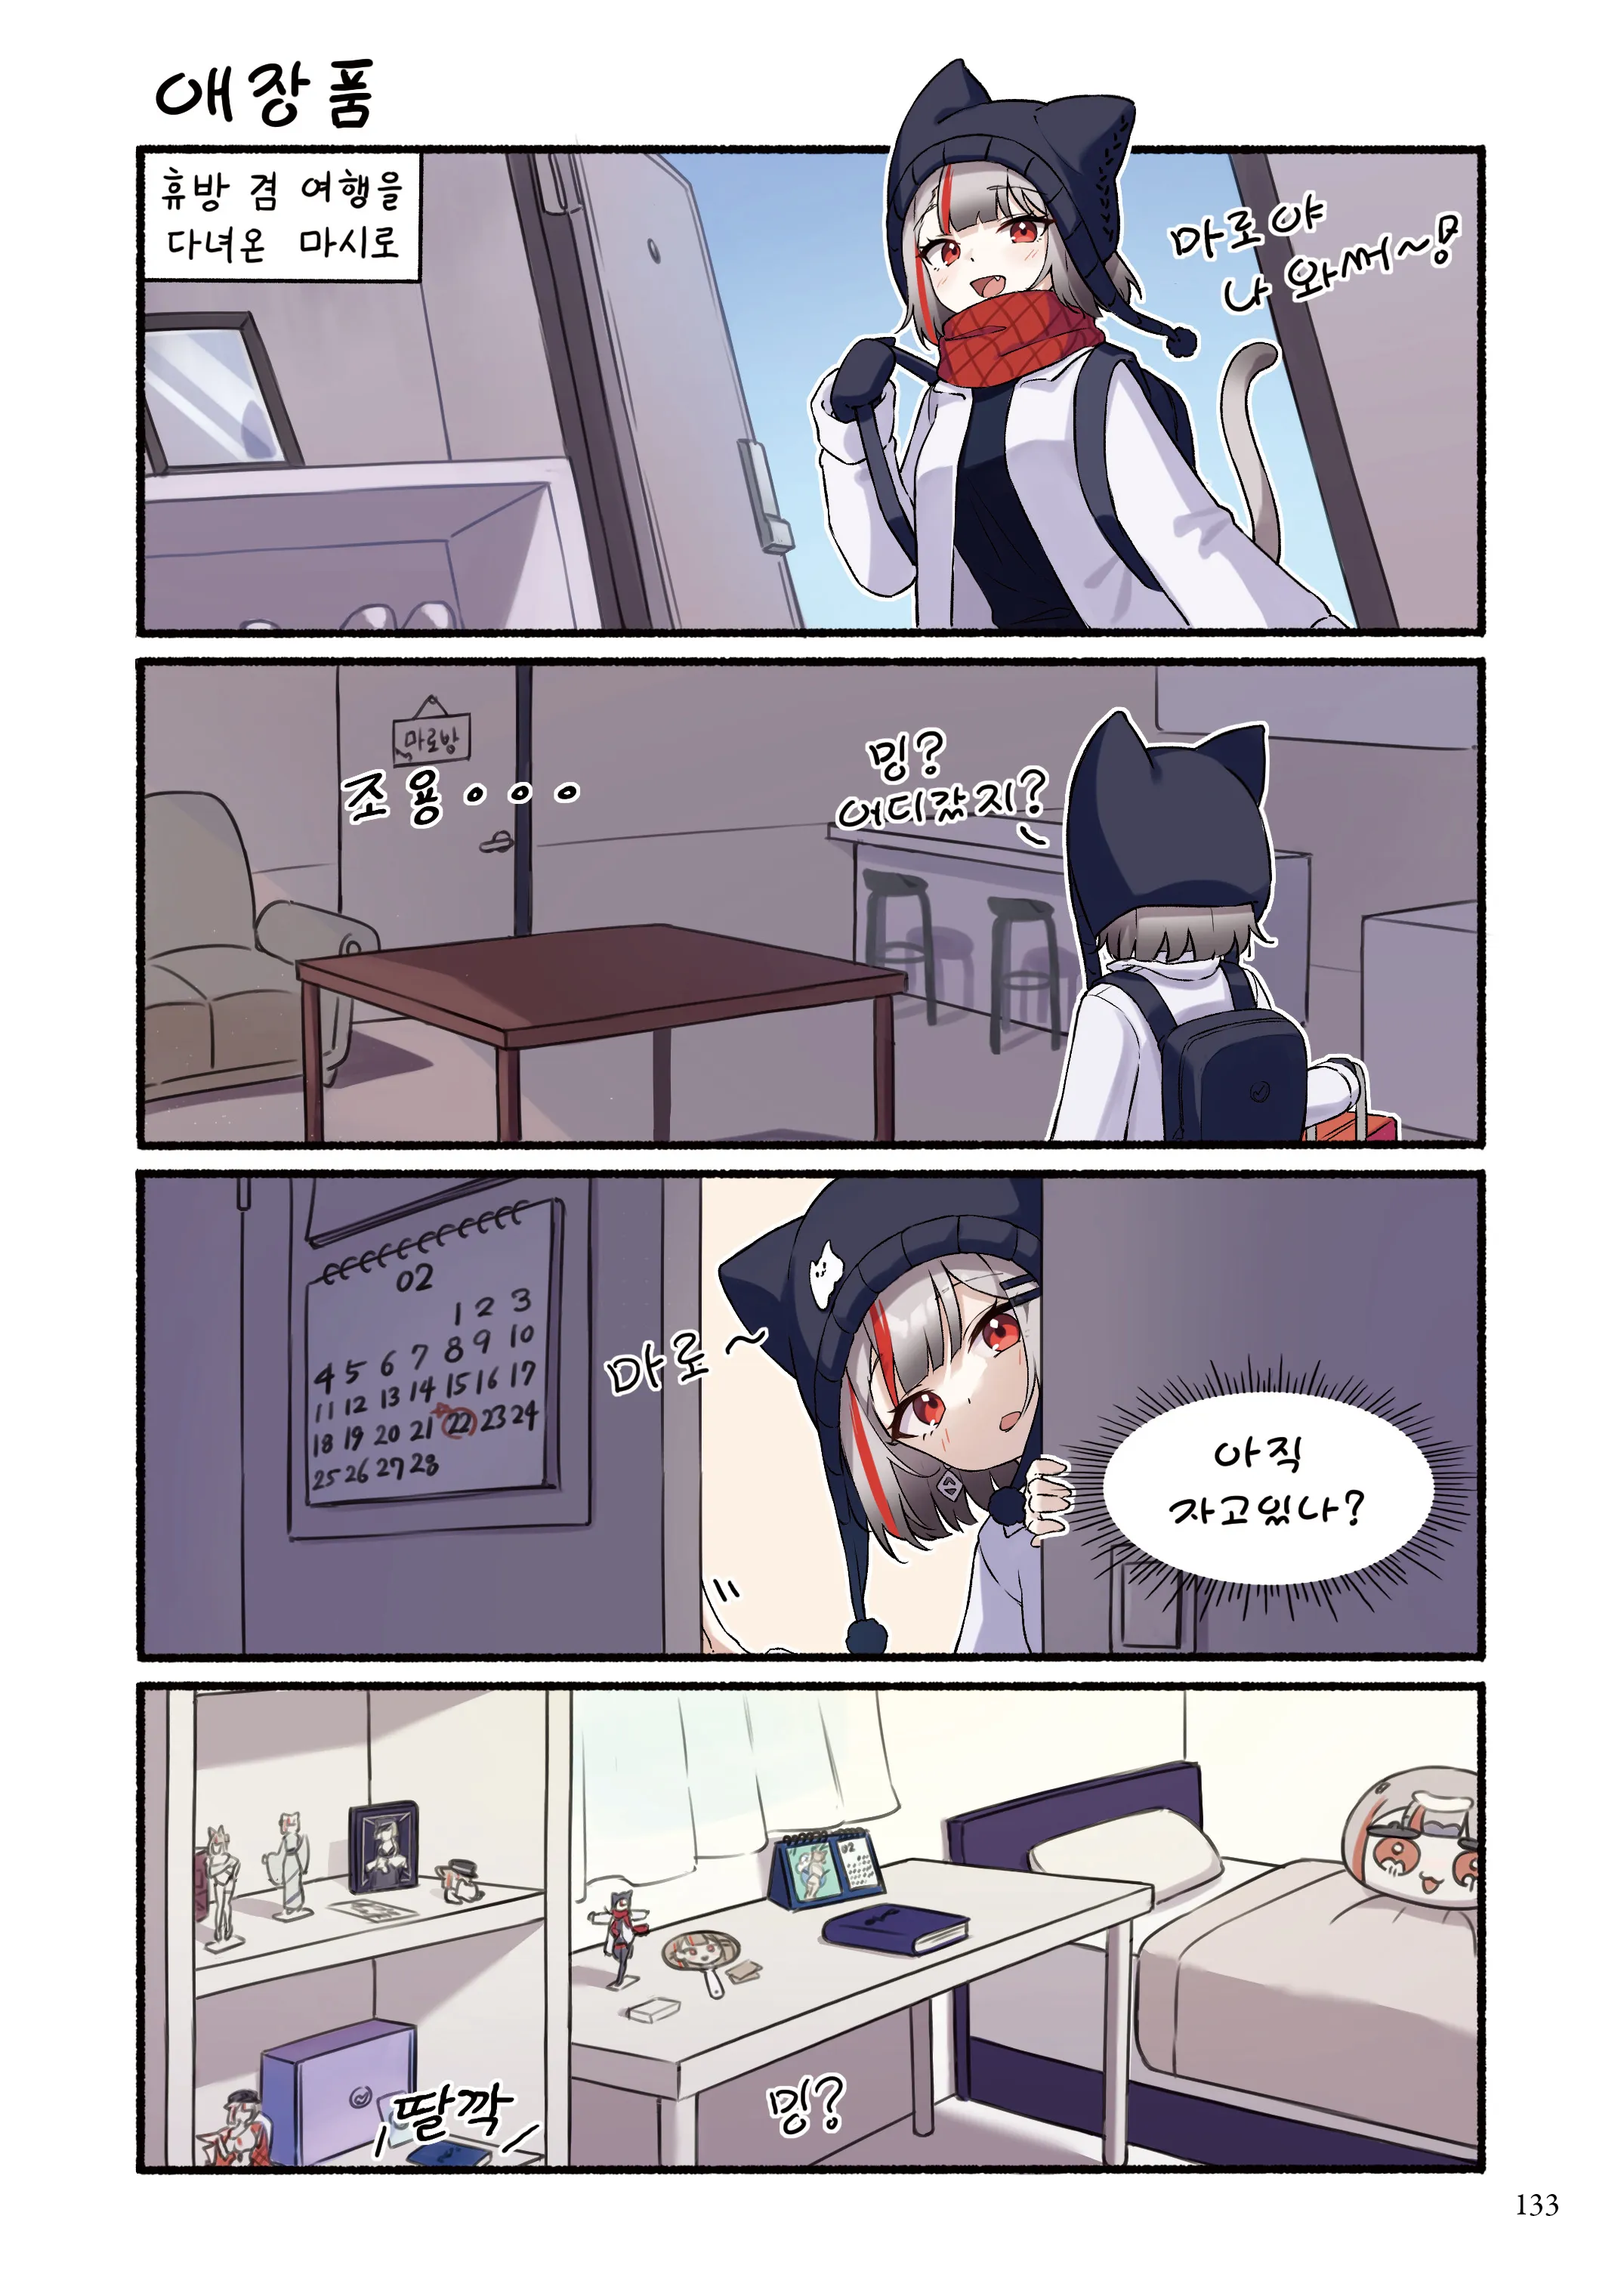 애장품
휴방 겸 여행을
다녀온 마시로
마로야
나 와써~밍
마로방
조용...
밍?
어디갔지?
02
1 2 3
4 5 6 7 8 9 10
11 12 13 14 15 16 17
18 19 20 21 22 23 24
25 26 27 28
마로~
아직
자고있나?
02
딸깍
밍?
133